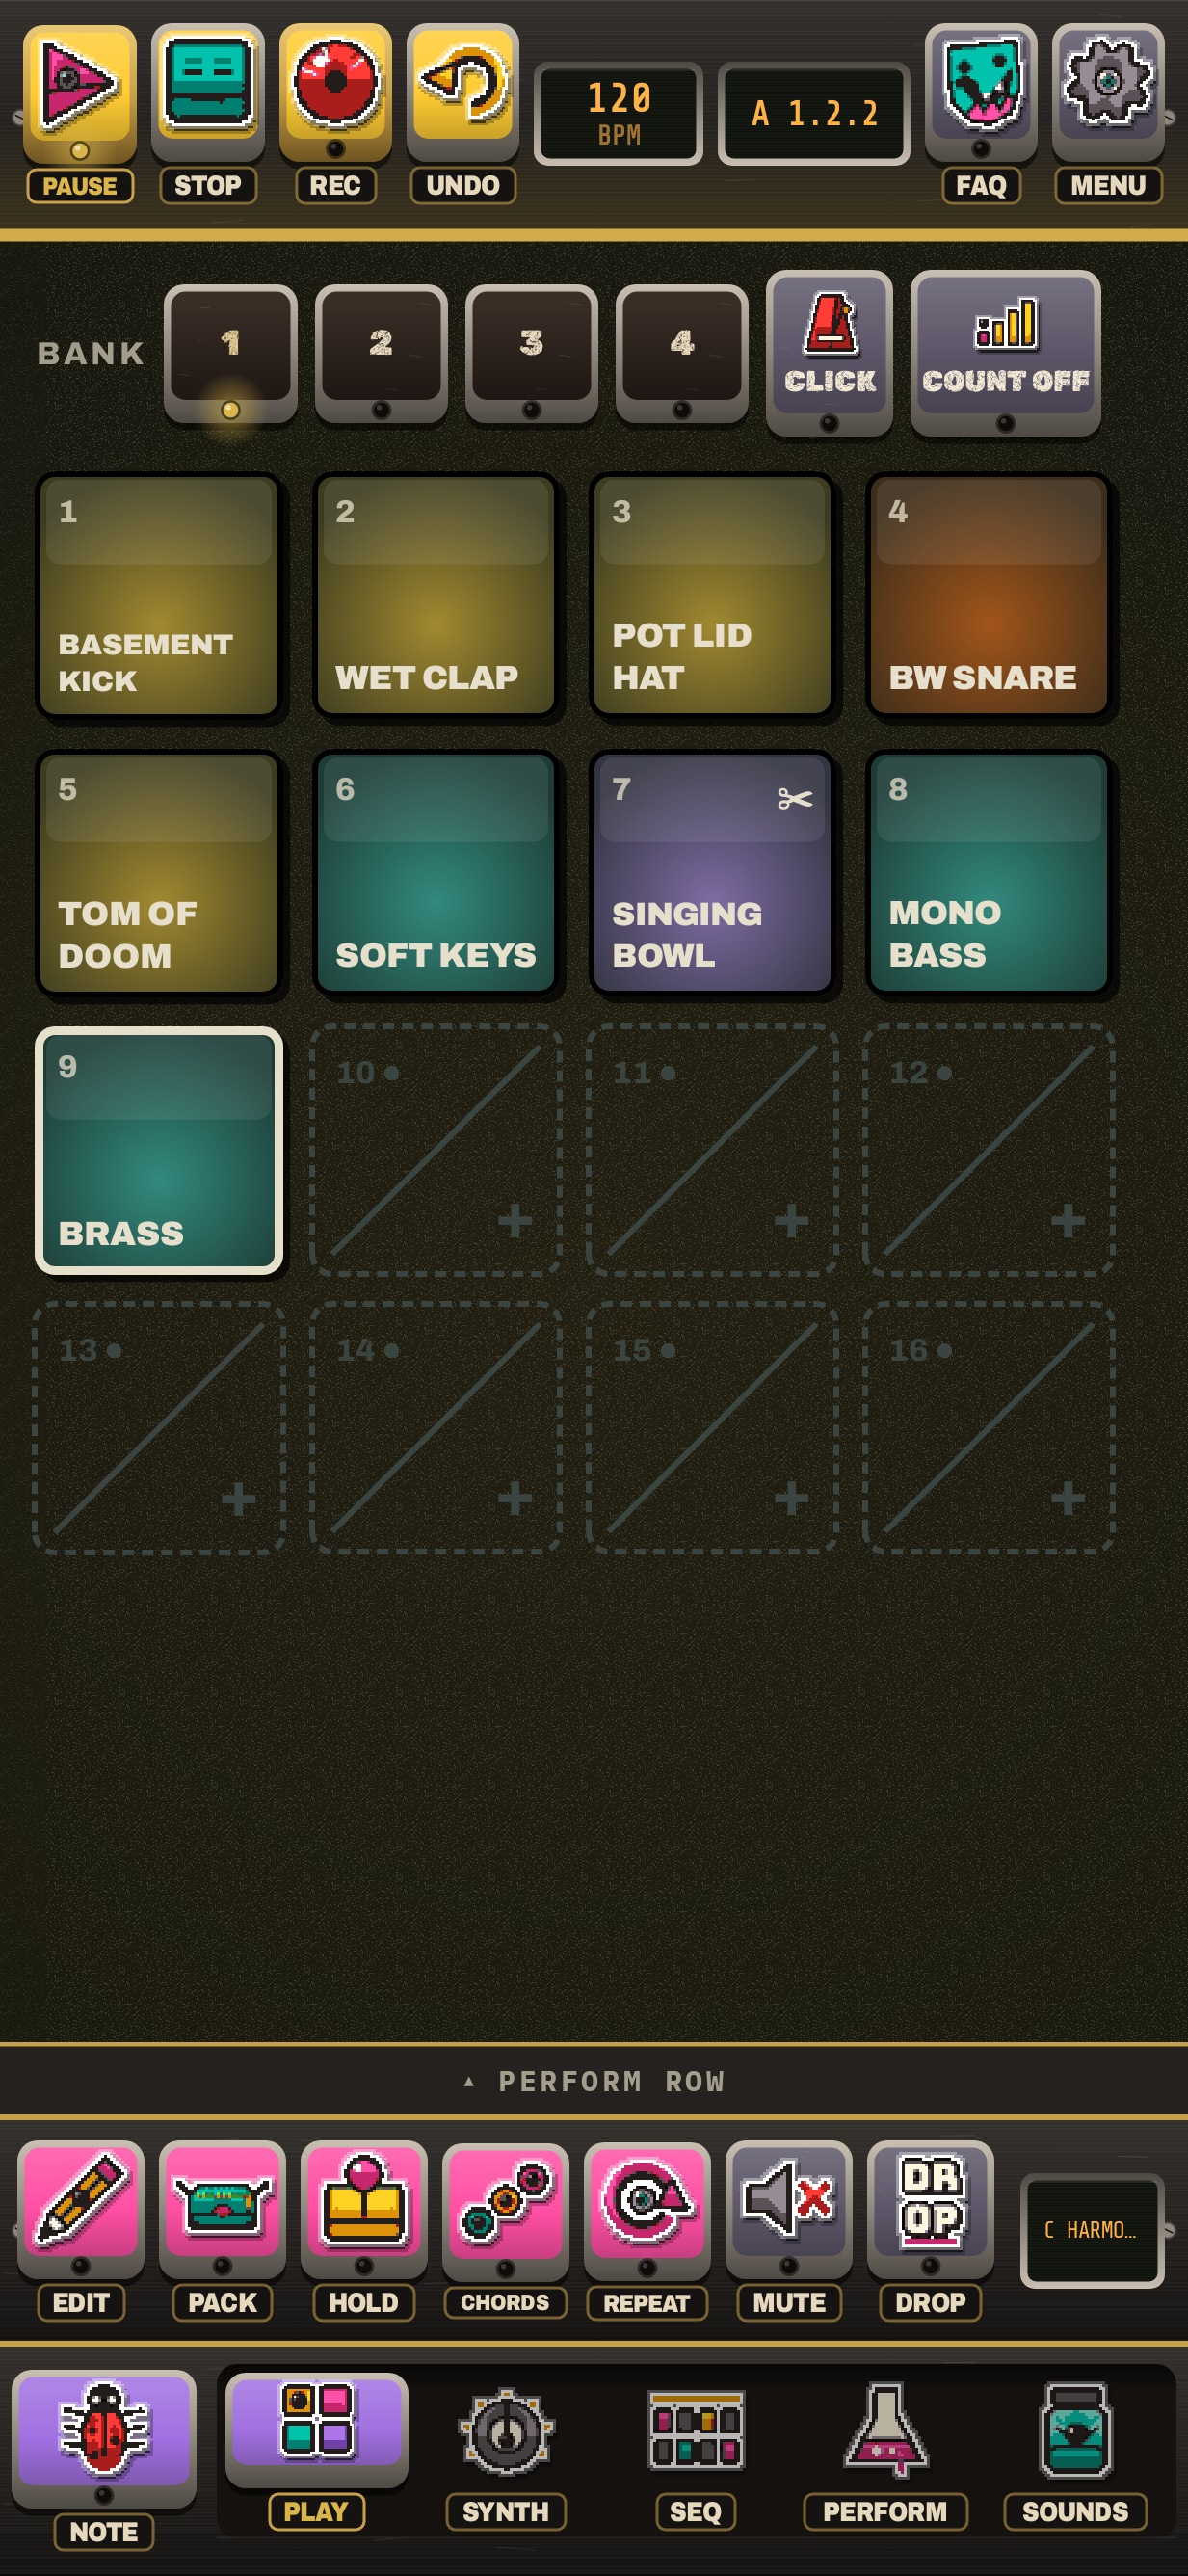 120
BPM
A 1.2.2
PAUSE
STOP
REC
UNDO
FAQ
MENU
BANK
1
2
3
4
CLICK
COUNT OFF
1
BASEMENT
KICK
2
WET CLAP
3
POT LID
HAT
4
BW SNARE
5
TOM OF
DOOM
6
SOFT KEYS
7
SINGING
BOWL
8
MONO
BASS
9
BRASS
10
11
12
13
14
15
16
▲ PERFORM ROW
DR
OP
C HARMO…
EDIT
PACK
HOLD
CHORDS
REPEAT
MUTE
DROP
NOTE
PLAY
SYNTH
SEQ
PERFORM
SOUNDS